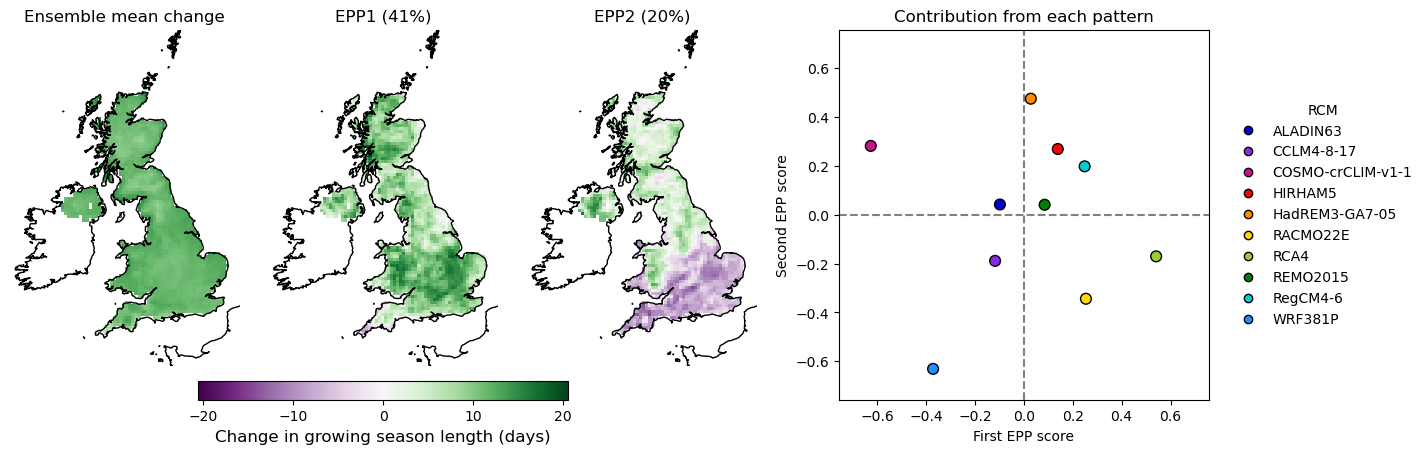 Ensemble mean change
EPP1 (41%)
EPP2 (20%)
Contribution from each pattern
−20
−10
0
10
20
Change in growing season length (days)
Second EPP score
0.6
0.4
0.2
0.0
−0.2
−0.4
−0.6
−0.6
−0.4
−0.2
0.0
0.2
0.4
0.6
First EPP score
RCM
ALADIN63
CCLM4-8-17
COSMO-crCLIM-v1-1
HIRHAM5
HadREM3-GA7-05
RACMO22E
RCA4
REMO2015
RegCM4-6
WRF381P